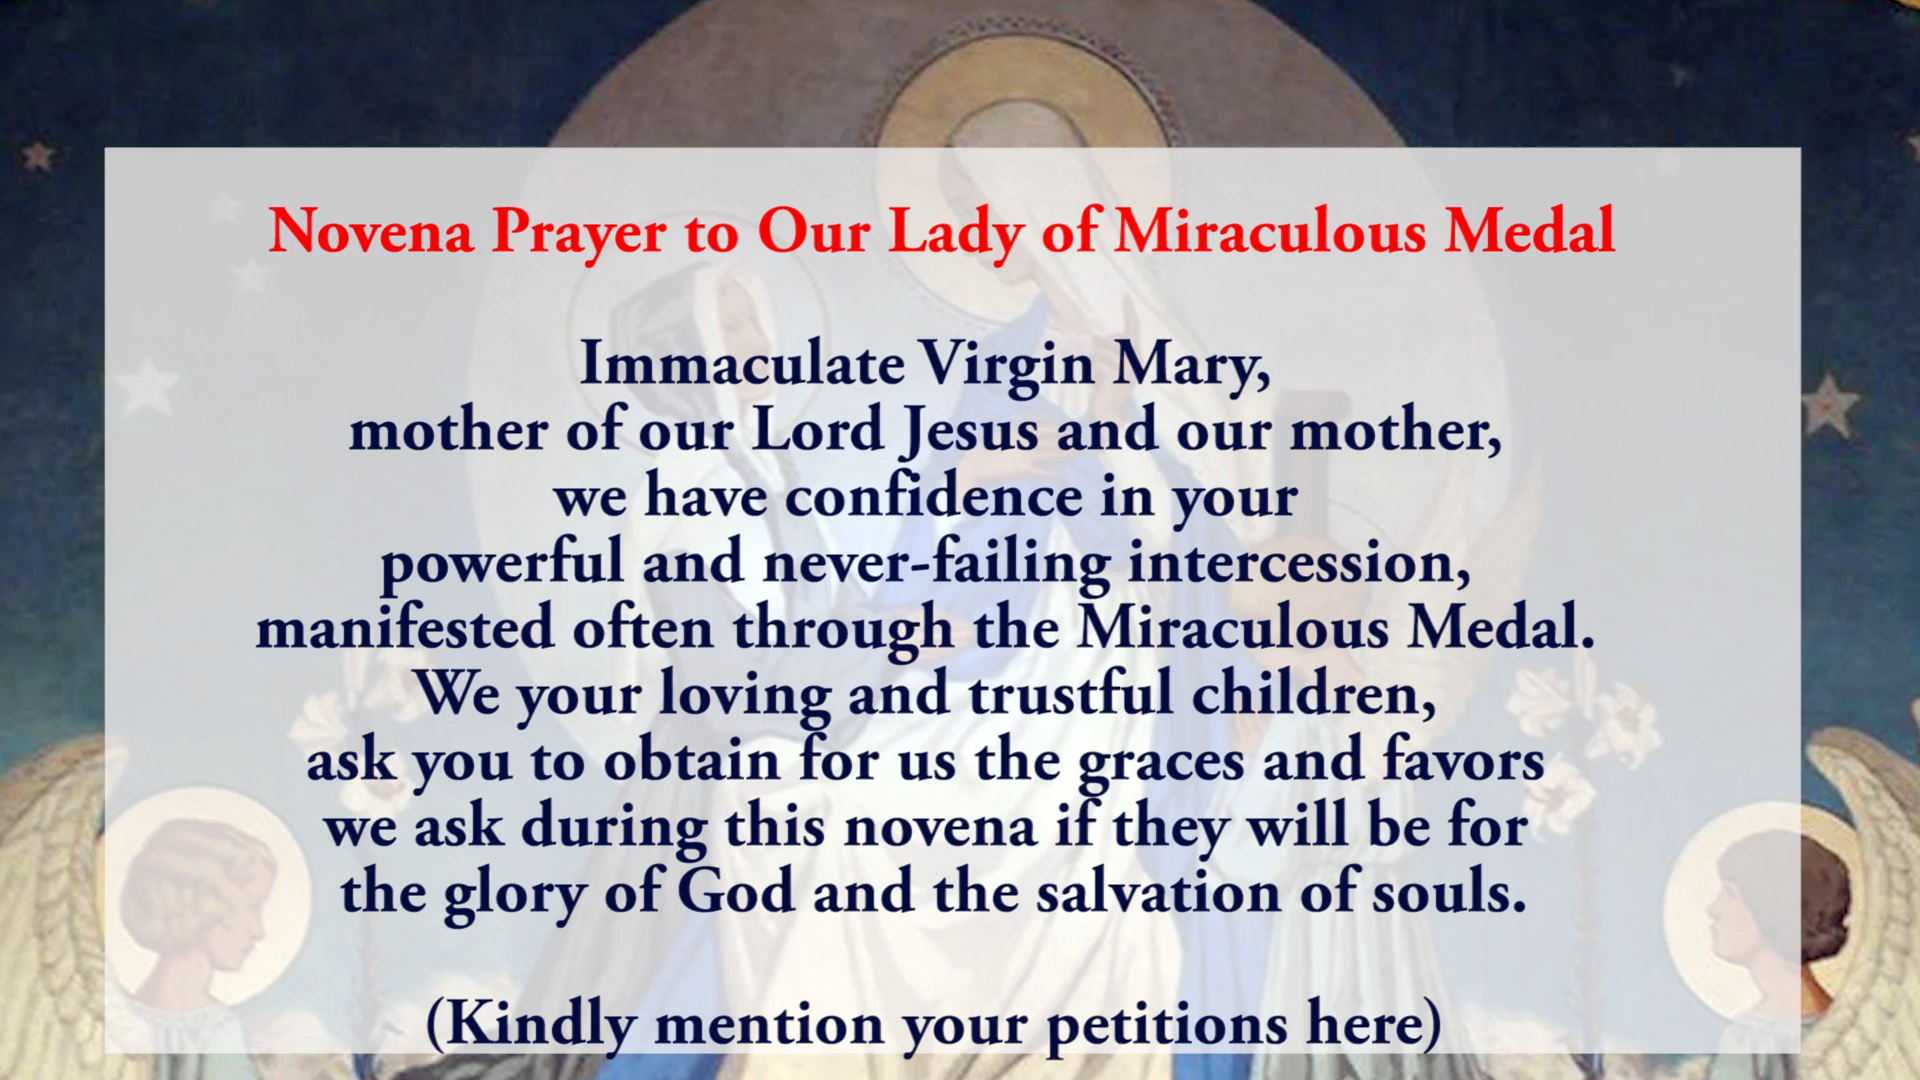 Novena Prayer to Our Lady of Miraculous Medal
Immaculate Virgin Mary,
mother of our Lord Jesus and our mother,
we have confidence in your
powerful and never-failing intercession,
manifested often through the Miraculous Medal.
We your loving and trustful children,
ask you to obtain for us the graces and favors
we ask during this novena if they will be for
the glory of God and the salvation of souls.
(Kindly mention your petitions here)